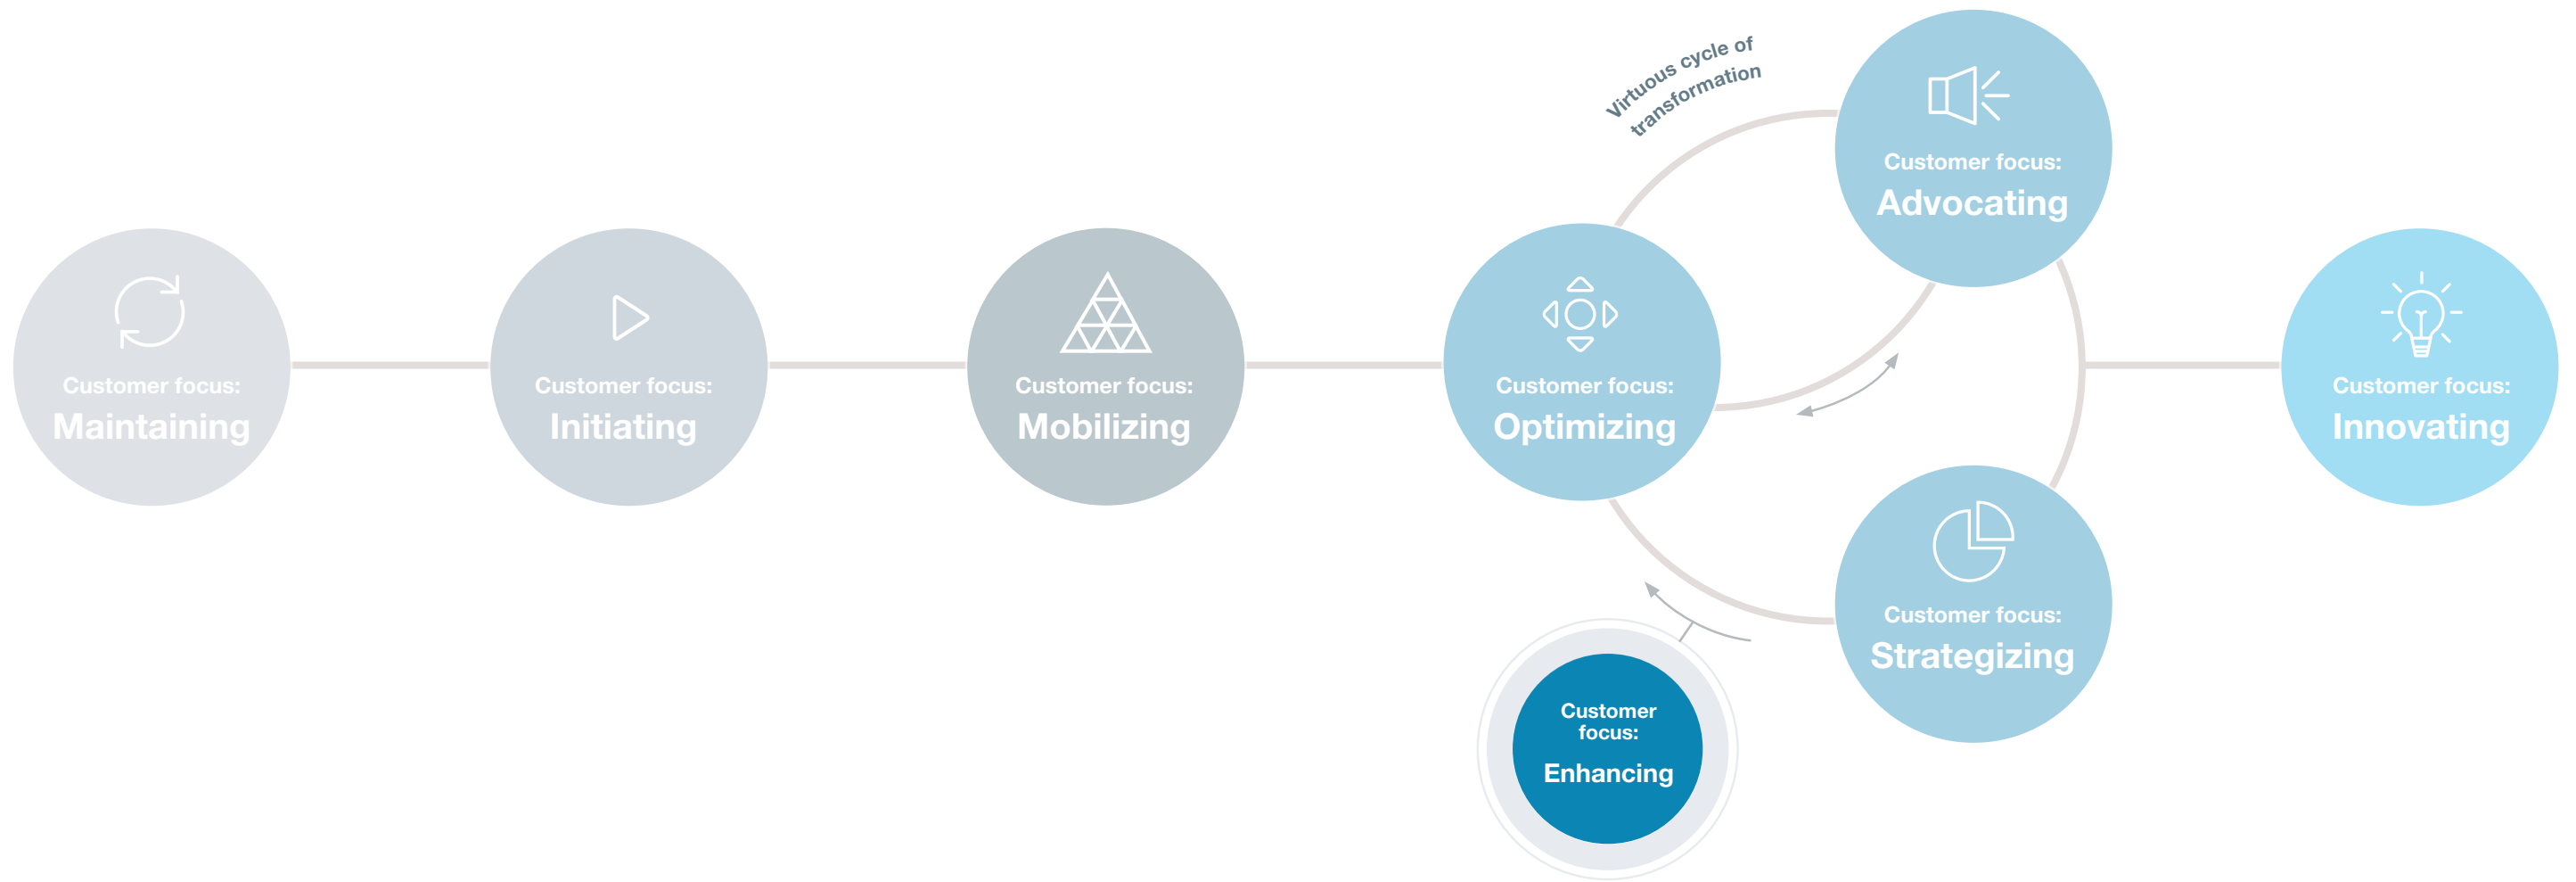 Customer focus:
Maintaining
Customer focus:
Initiating
Customer focus:
Mobilizing
Customer focus:
Optimizing
Virtuous cycle of
transformation
Customer focus:
Advocating
Customer focus:
Strategizing
Customer
focus:
Enhancing
Customer focus:
Innovating